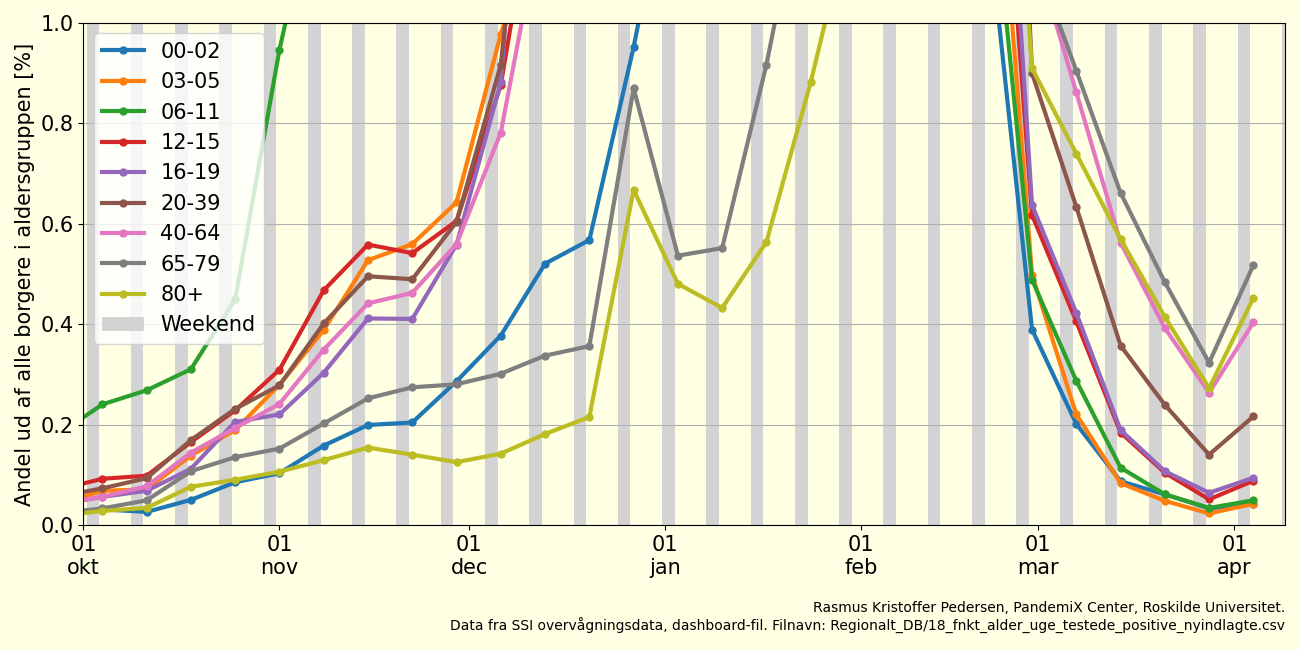 Andel ud af alle borgere i aldersgruppen [%]
1.0
0.8
0.6
0.4
0.2
0.0
00-02
03-05
06-11
12-15
16-19
20-39
40-64
65-79
80+
Weekend
01 01 01 01 01 01 01
okt nov dec jan feb mar apr
Rasmus Kristoffer Pedersen, PandemiX Center, Roskilde Universitet.
Data fra SSI overvågningsdata, dashboard-fil. Filnavn: Regionalt_DB/18_fnkt_alder_uge_testede_positive_nyindlagte.csv